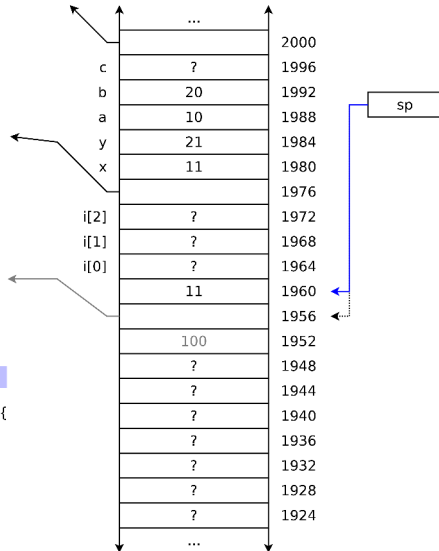 ...
2000
c ? 1996
b 20 1992
sp
a 10 1988
y 21 1984
x 11 1980
1976
i[2] ? 1972
i[1] ? 1968
i[0] ? 1964
11 1960
1956
100 1952
? 1948
? 1944
{ ? 1940
? 1936
? 1932
? 1928
? 1924
...